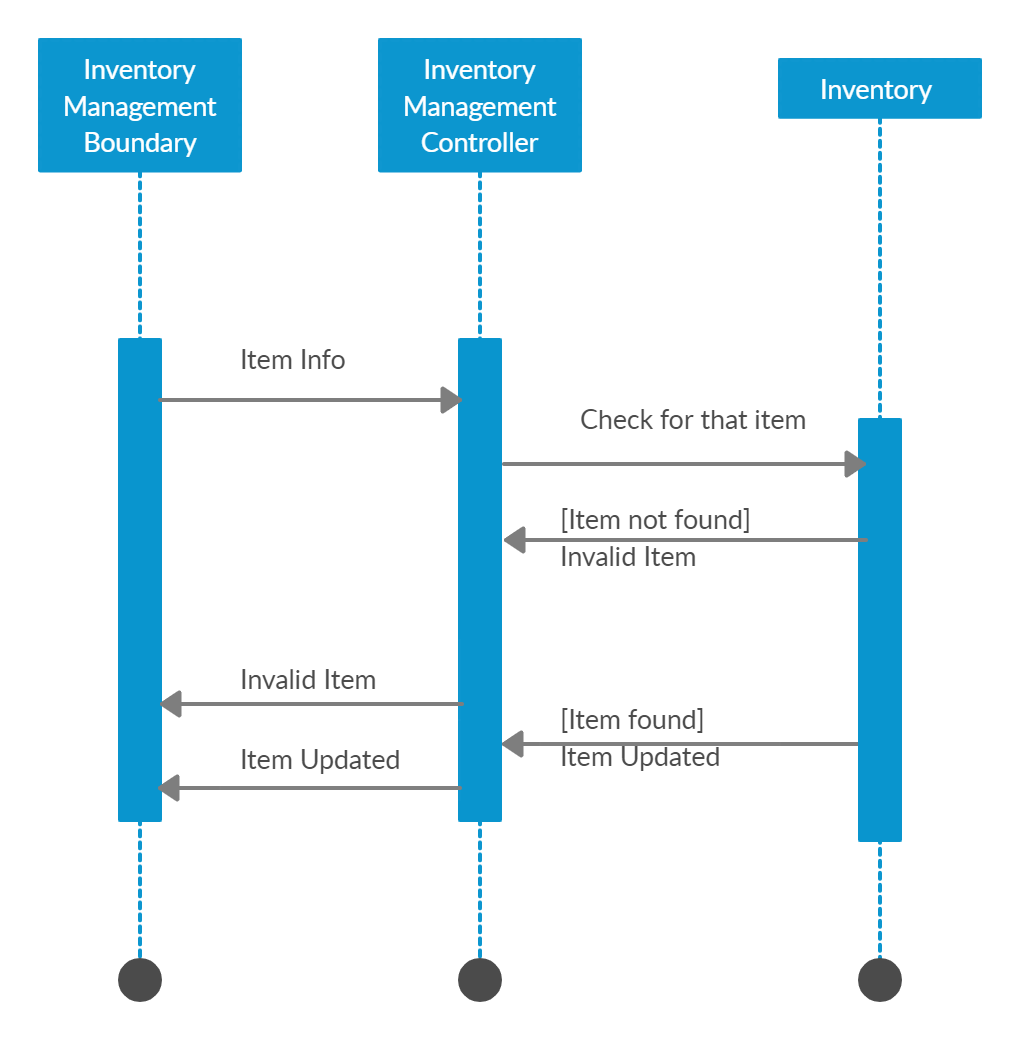 Inventory
Management
Boundary
Inventory
Management
Controller
Inventory
Item Info
Check for that item
[Item not found]
Invalid Item
Invalid Item
[Item found]
Item Updated
Item Updated